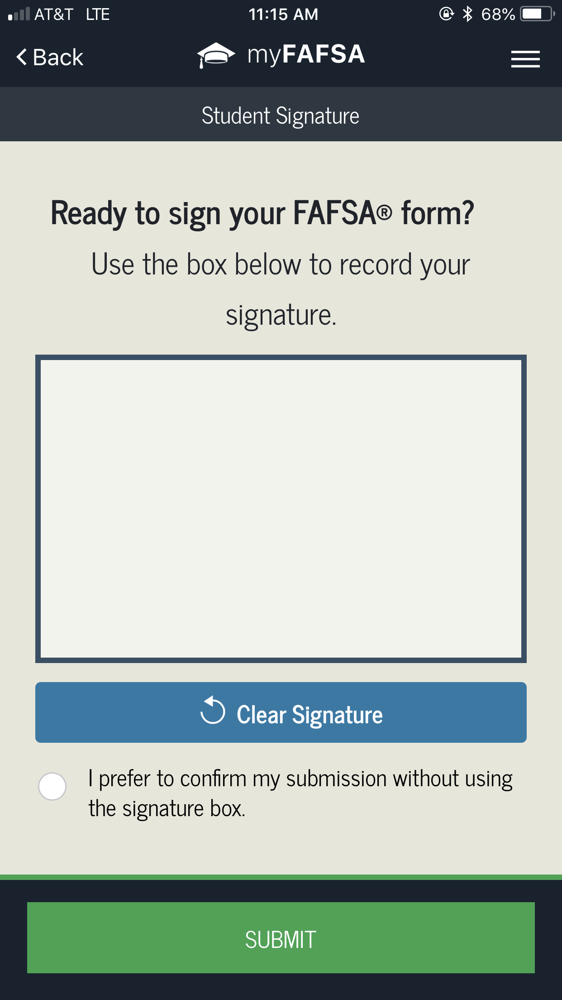 AT&T LTE 11:15 AM 68%
Back myFAFSA
Student Signature
Ready to sign your FAFSA® form?
Use the box below to record your
signature.
Clear Signature
I prefer to confirm my submission without using
the signature box.
SUBMIT